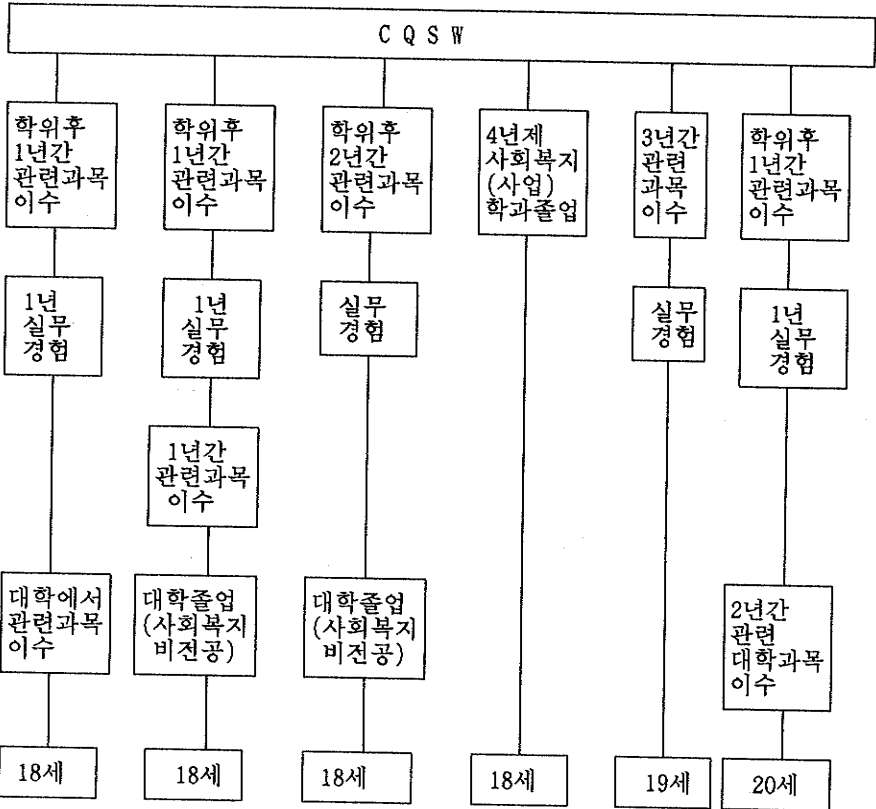 C Q S W
학위후
1년간
관련과목
이수
학위후
1년간
관련과목
이수
학위후
2년간
관련과목
이수
4년제
사회복지
(사업)
학과졸업
3년간
관련
과목
이수
학위후
1년간
관련과목
이수
1년
실무
경험
1년
실무
경험
실무
경험
실무
경험
1년
실무
경험
1년간
관련과목
이수
대학에서
관련과목
이수
대학졸업
(사회복지
비전공)
대학졸업
(사회복지
비전공)
2년간
관련
대학과목
이수
18세
18세
18세
18세
19세
20세